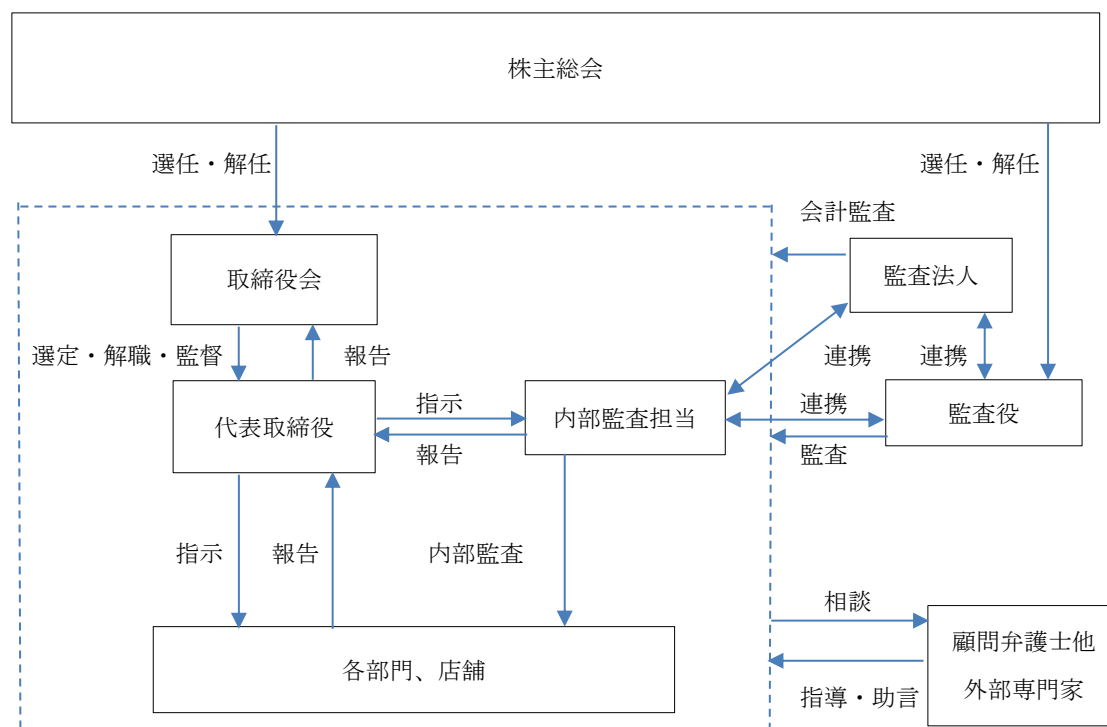 株主総会
選任・解任
選任・解任
会計監査
取締役会
監査法人
選定・解職・監督
報告
連携
連携
代表取締役
指示
報告
内部監査担当
連携
監査
監査役
指示
報告
内部監査
相談
各部門、店舗
顧問弁護士他
外部専門家
指導・助言